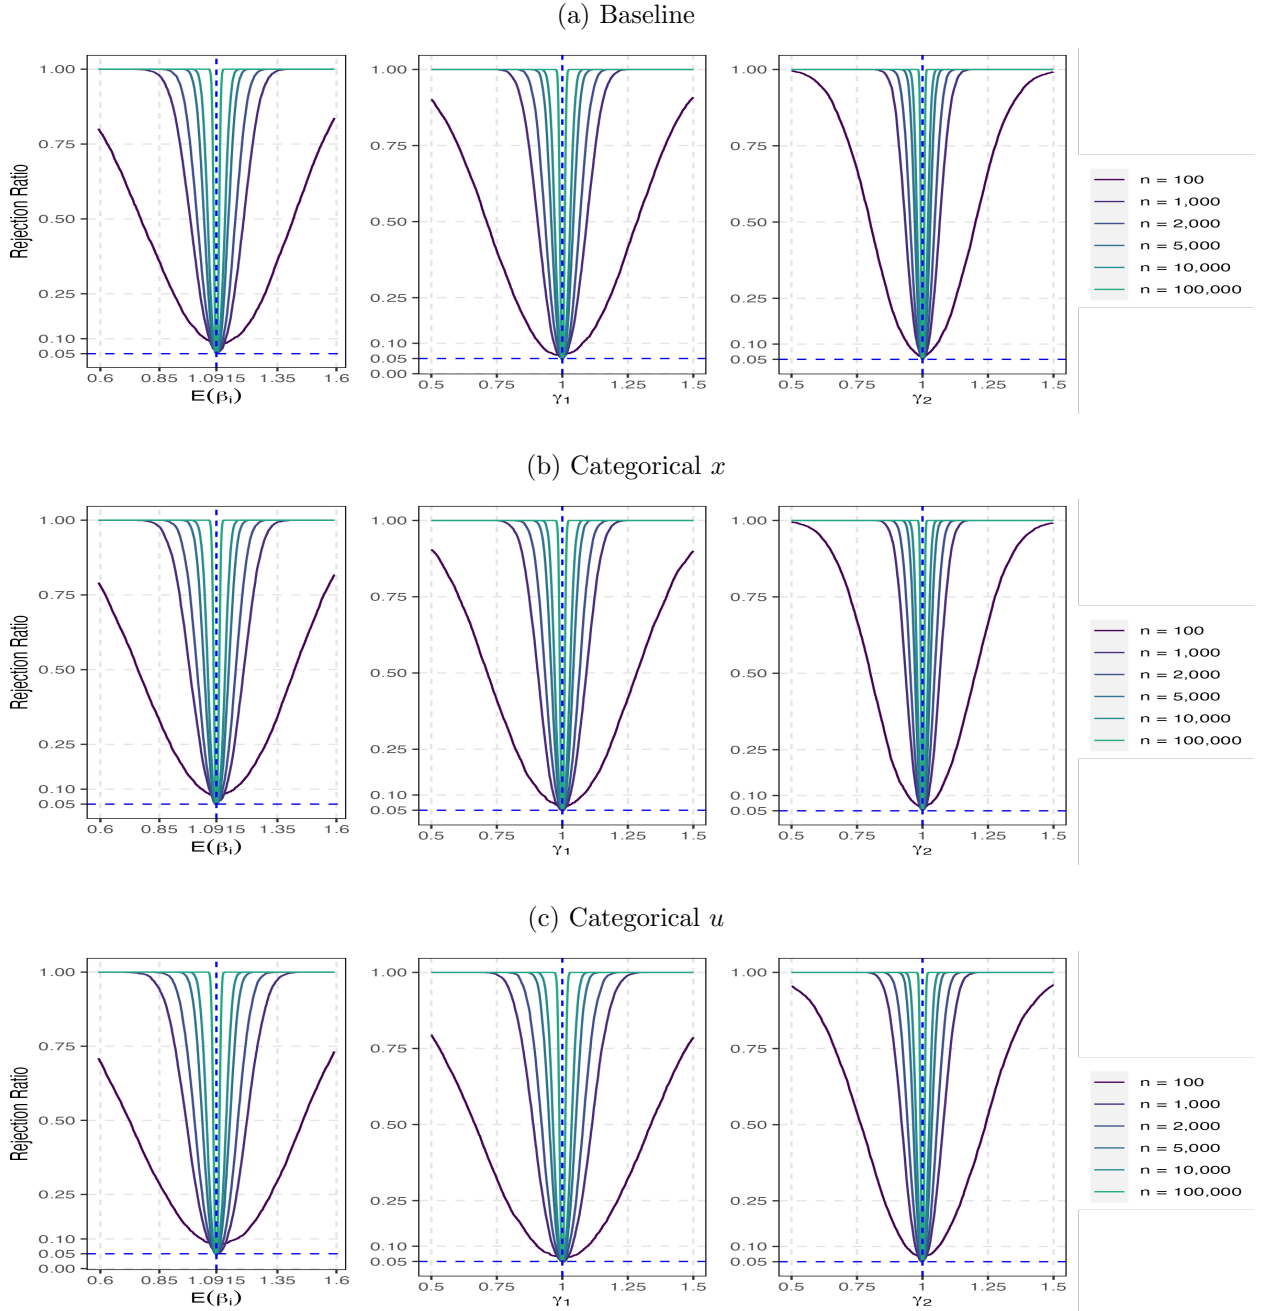 (a) Baseline
Rejection Ratio
1.00
0.75
0.50
0.25
0.10
0.05
0.6 0.85 1.0915 1.35 1.6
E(βᵢ)
1.00
0.75
0.50
0.25
0.10
0.05
0.00
0.5 0.75 1 1.25 1.5
γ₁
1.00
0.75
0.50
0.25
0.10
0.05
0.5 0.75 1 1.25 1.5
γ₂
n = 100
n = 1,000
n = 2,000
n = 5,000
n = 10,000
n = 100,000
(b) Categorical x
Rejection Ratio
1.00
0.75
0.50
0.25
0.10
0.05
0.6 0.85 1.0915 1.35 1.6
E(βᵢ)
1.00
0.75
0.50
0.25
0.10
0.05
0.5 0.75 1 1.25 1.5
γ₁
1.00
0.75
0.50
0.25
0.10
0.05
0.5 0.75 1 1.25 1.5
γ₂
n = 100
n = 1,000
n = 2,000
n = 5,000
n = 10,000
n = 100,000
(c) Categorical u
Rejection Ratio
1.00
0.75
0.50
0.25
0.10
0.05
0.00
0.6 0.85 1.0915 1.35 1.6
E(βᵢ)
1.00
0.75
0.50
0.25
0.10
0.05
0.5 0.75 1 1.25 1.5
γ₁
1.00
0.75
0.50
0.25
0.10
0.05
0.5 0.75 1 1.25 1.5
γ₂
n = 100
n = 1,000
n = 2,000
n = 5,000
n = 10,000
n = 100,000